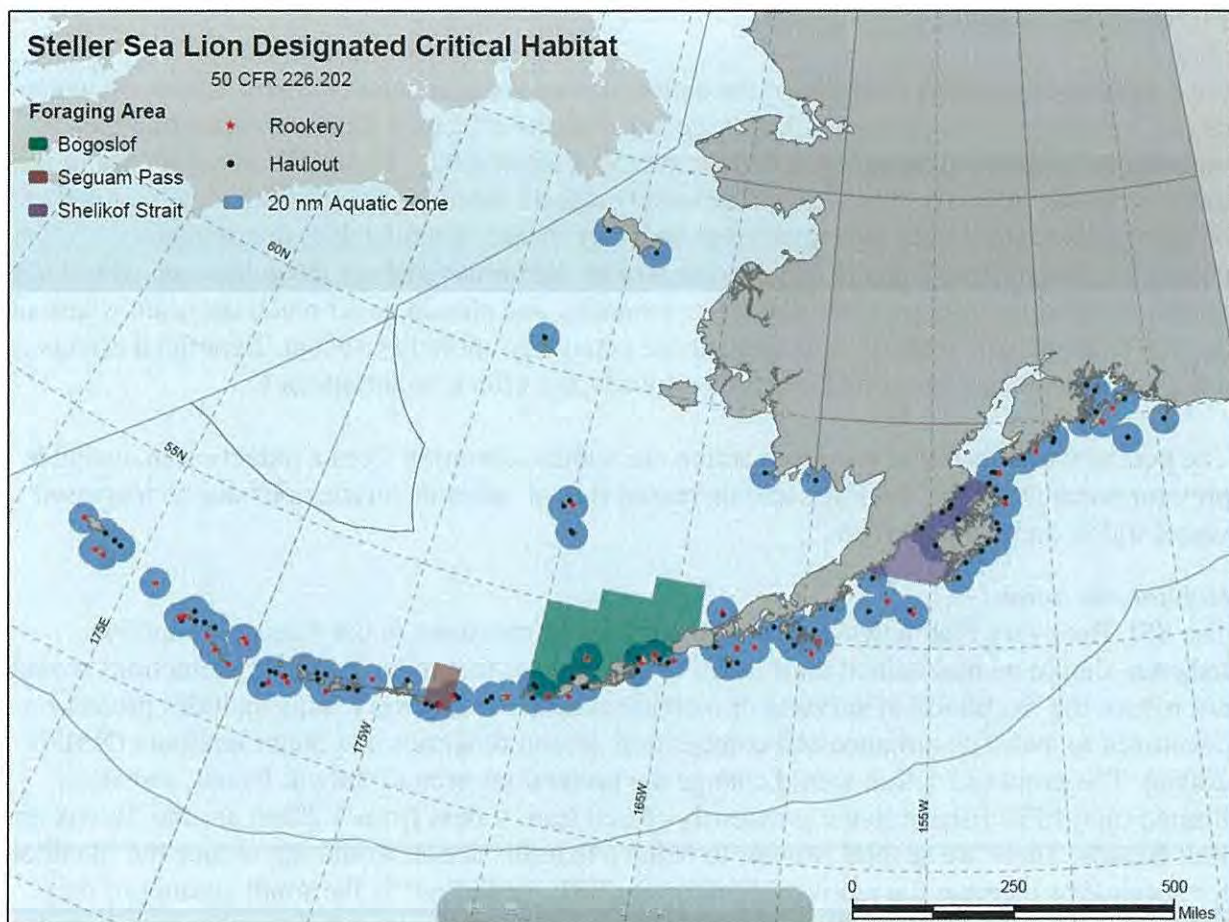 Steller Sea Lion Designated Critical Habitat
50 CFR 226.202
Foraging Area
Bogoslof
Seguam Pass
Shelikof Strait
Rookery
Haulout
20 nm Aquatic Zone
60N
55N
175E
175W
165W
155W
0 250 500
Miles